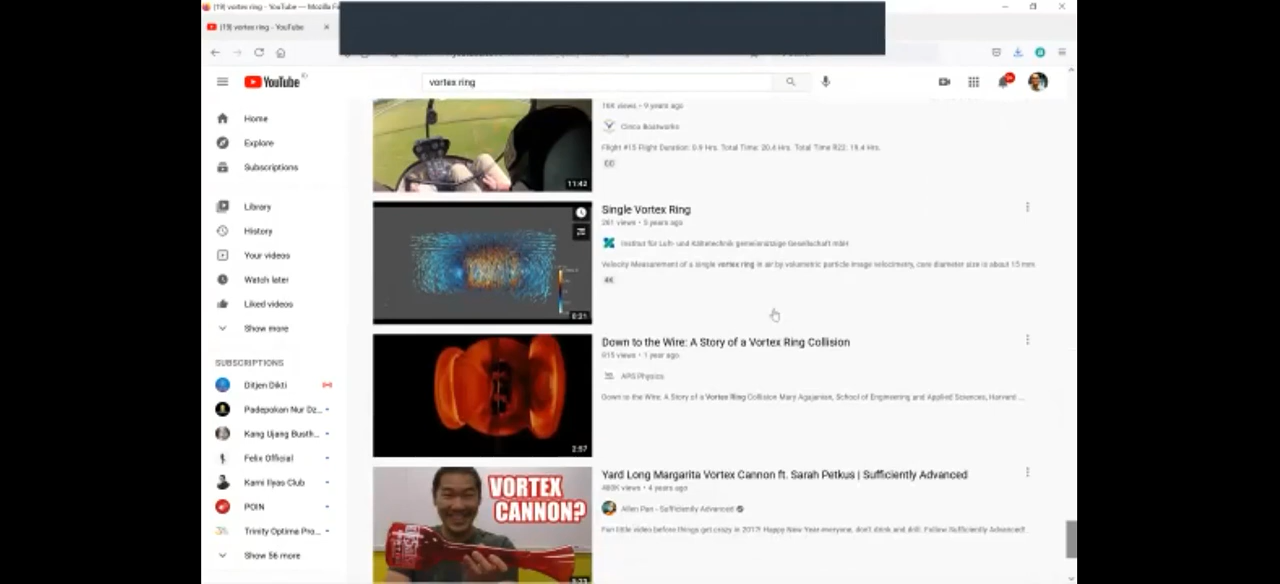 (19) vortex ring - YouTube — Mozilla Fi
(19) vortex ring - YouTube
YouTube
vortex ring
Home
Explore
Subscriptions
Library
History
Your videos
Watch later
Liked videos
Show more
SUBSCRIPTIONS
Ditjen Dikti
Padepokan Nur Dz...
Kang Ujang Busth...
Felix Official
Kami Ilyas Club
POIN
Trinity Optima Pro...
Show 56 more
11:42
views • 9 years ago
Flight #15 Flight Duration: 0.9 Hrs. Total Time: 20.4 Hrs. Total Time R22: 19.4 Hrs.
CC
0:21
Single Vortex Ring
261 views • 5 years ago
Institut für Luft- und Kältetechnik gemeinnützige Gesellschaft mbH
Velocity Measurement of a single vortex ring in air by volumetric particle image velocimetry, core diameter size is about 15 mm
4K
2:57
Down to the Wire: A Story of a Vortex Ring Collision
815 views • 1 year ago
APS Physics
Down to the Wire: A Story of a Vortex Ring Collision Mary Agajanian, School of Engineering and Applied Sciences, Harvard ...
VORTEX
CANNON?
Yard Long Margarita Vortex Cannon ft. Sarah Petkus | Sufficiently Advanced
views • 4 years ago
Allen Pan - Sufficiently Advanced
Fun little video before things get crazy in 2017! Happy New Year everyone, don't drink and drill. Follow Sufficiently Advanced!